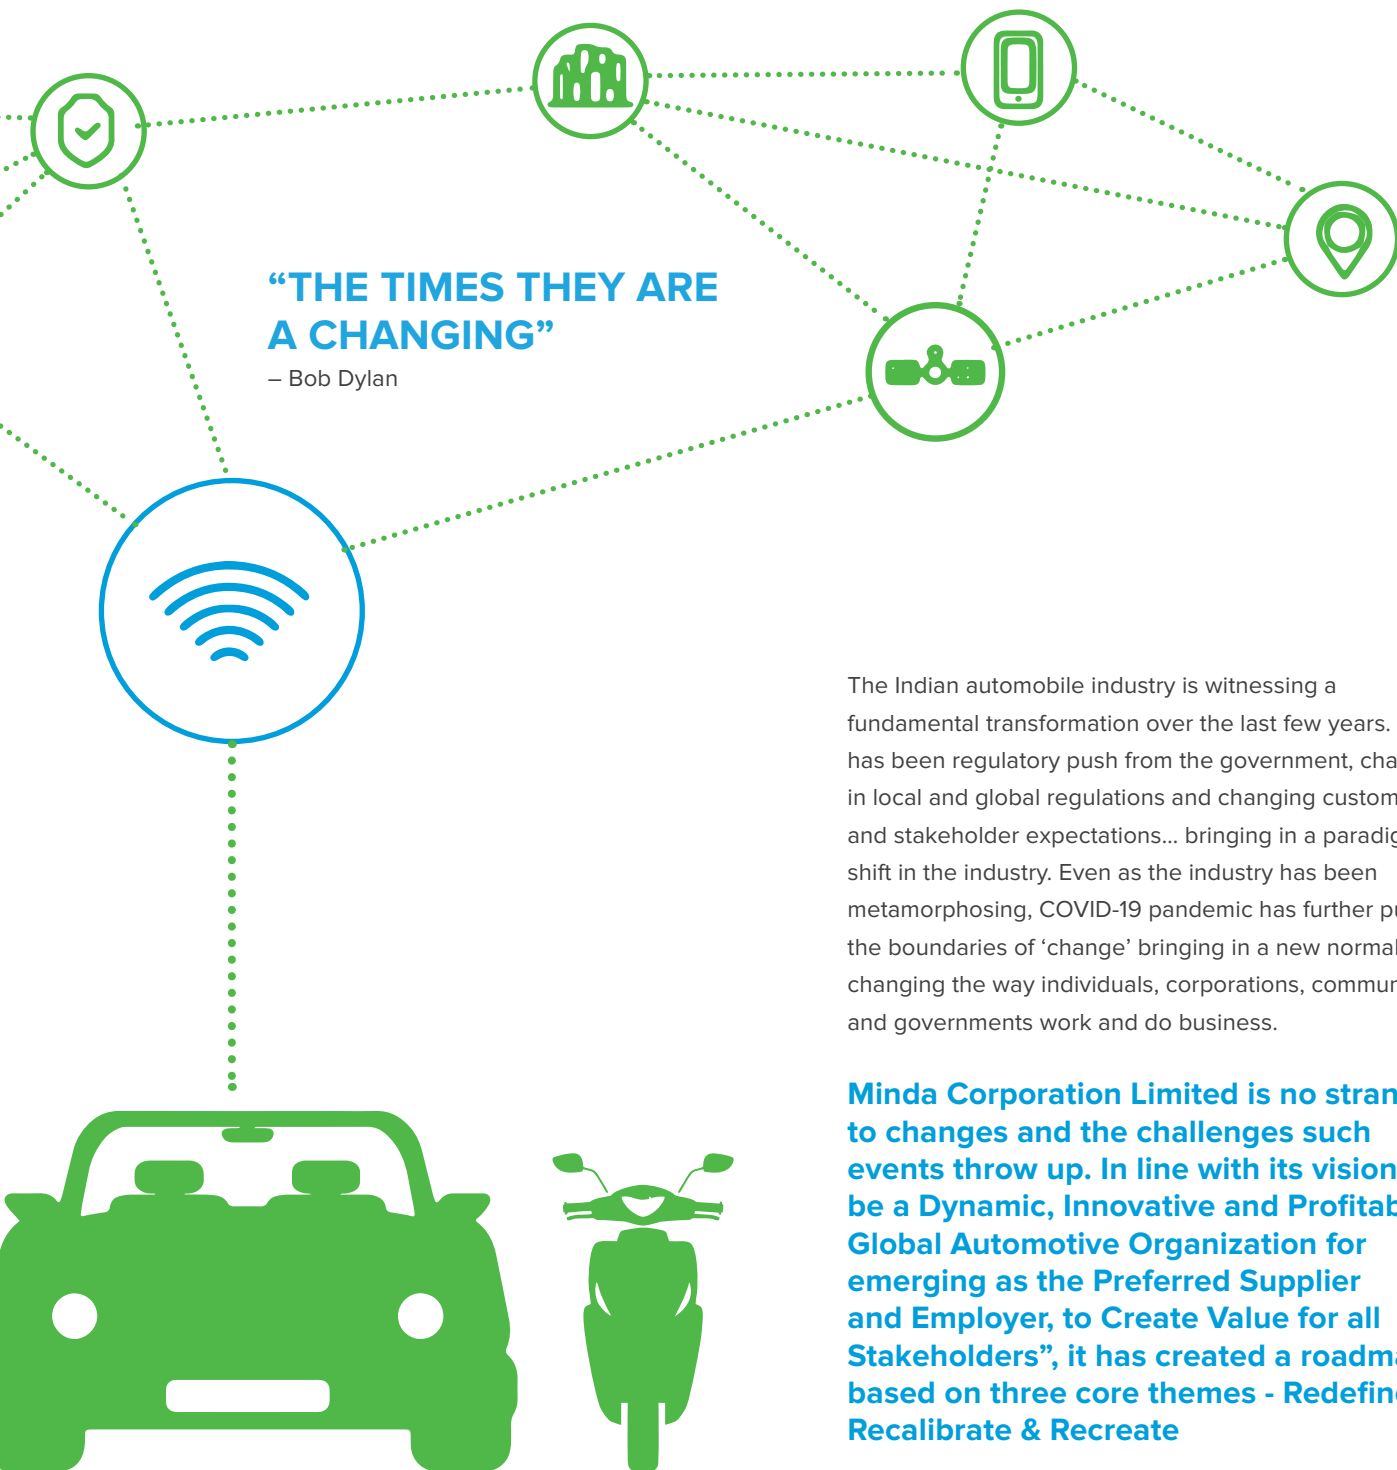 “THE TIMES THEY ARE
A CHANGING”
– Bob Dylan
The Indian automobile industry is witnessing a
fundamental transformation over the last few years.
has been regulatory push from the government,
in local and global regulations and changing
and stakeholder expectations... bringing in a
shift in the industry. Even as the industry has been
metamorphosing, COVID-19 pandemic has further
the boundaries of ‘change’ bringing in a new normal
changing the way individuals, corporations,
and governments work and do business.
Minda Corporation Limited is no
to changes and the challenges such
events throw up. In line with its vision
be a Dynamic, Innovative and
Global Automotive Organization for
emerging as the Preferred Supplier
and Employer, to Create Value for all
Stakeholders”, it has created a
based on three core themes - Redefine
Recalibrate & Recreate